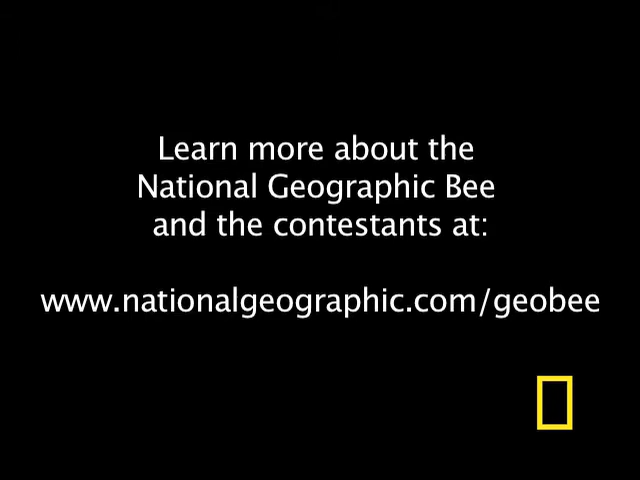 Learn more about the
National Geographic Bee
and the contestants at:
www.nationalgeographic.com/geobee